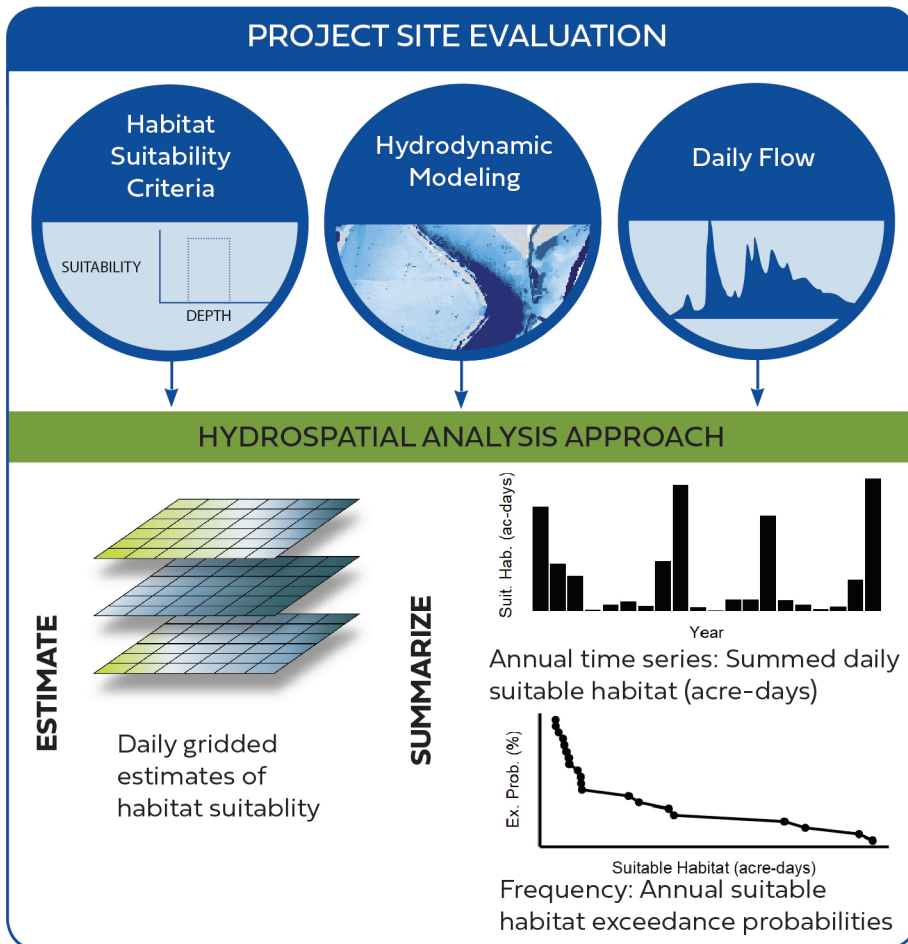 PROJECT SITE EVALUATION
Habitat
Suitability
Criteria
SUITABILITY
DEPTH
Hydrodynamic
Modeling
Daily Flow
HYDROSPATIAL ANALYSIS APPROACH
ESTIMATE
Daily gridded
estimates of
habitat suitablity
SUMMARIZE
Suit. Hab. (ac-days)
Year
Annual time series: Summed daily
suitable habitat (acre-days)
Ex. Prob. (%)
Suitable Habitat (acre-days)
Frequency: Annual suitable
habitat exceedance probabilities